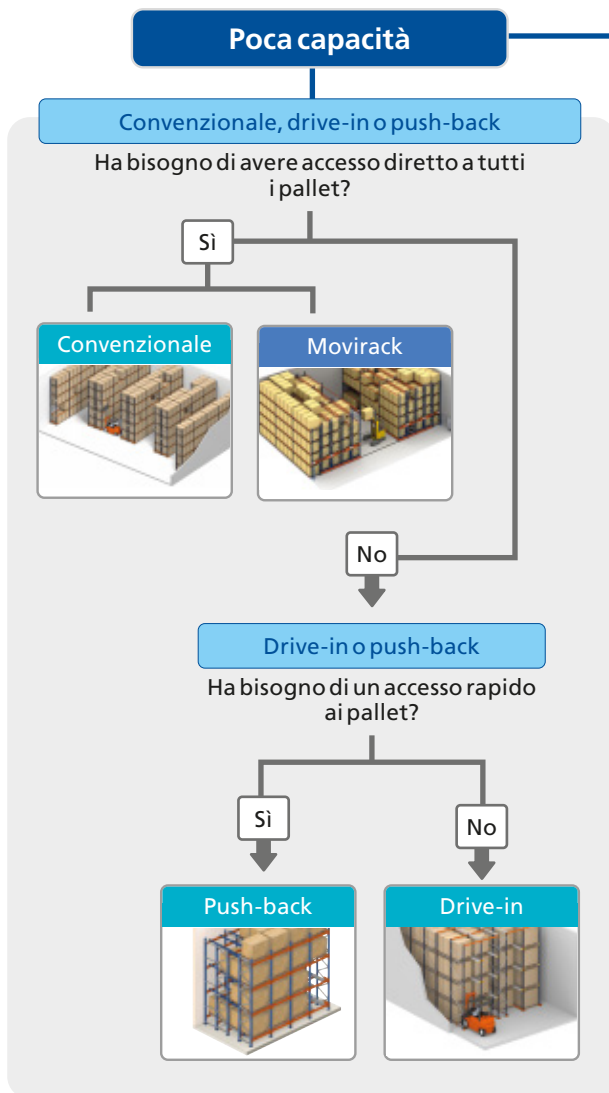 Poca capacità
Convenzionale, drive-in o push-back
Ha bisogno di avere accesso diretto a tutti
i pallet?
Sì
Convenzionale
Movirack
No
Drive-in o push-back
Ha bisogno di un accesso rapido
ai pallet?
Sì
No
Push-back
Drive-in